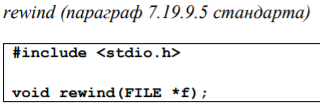 rewind (параграф 7.19.9.5 стандарта)
#include <stdio.h>
void rewind(FILE *f);